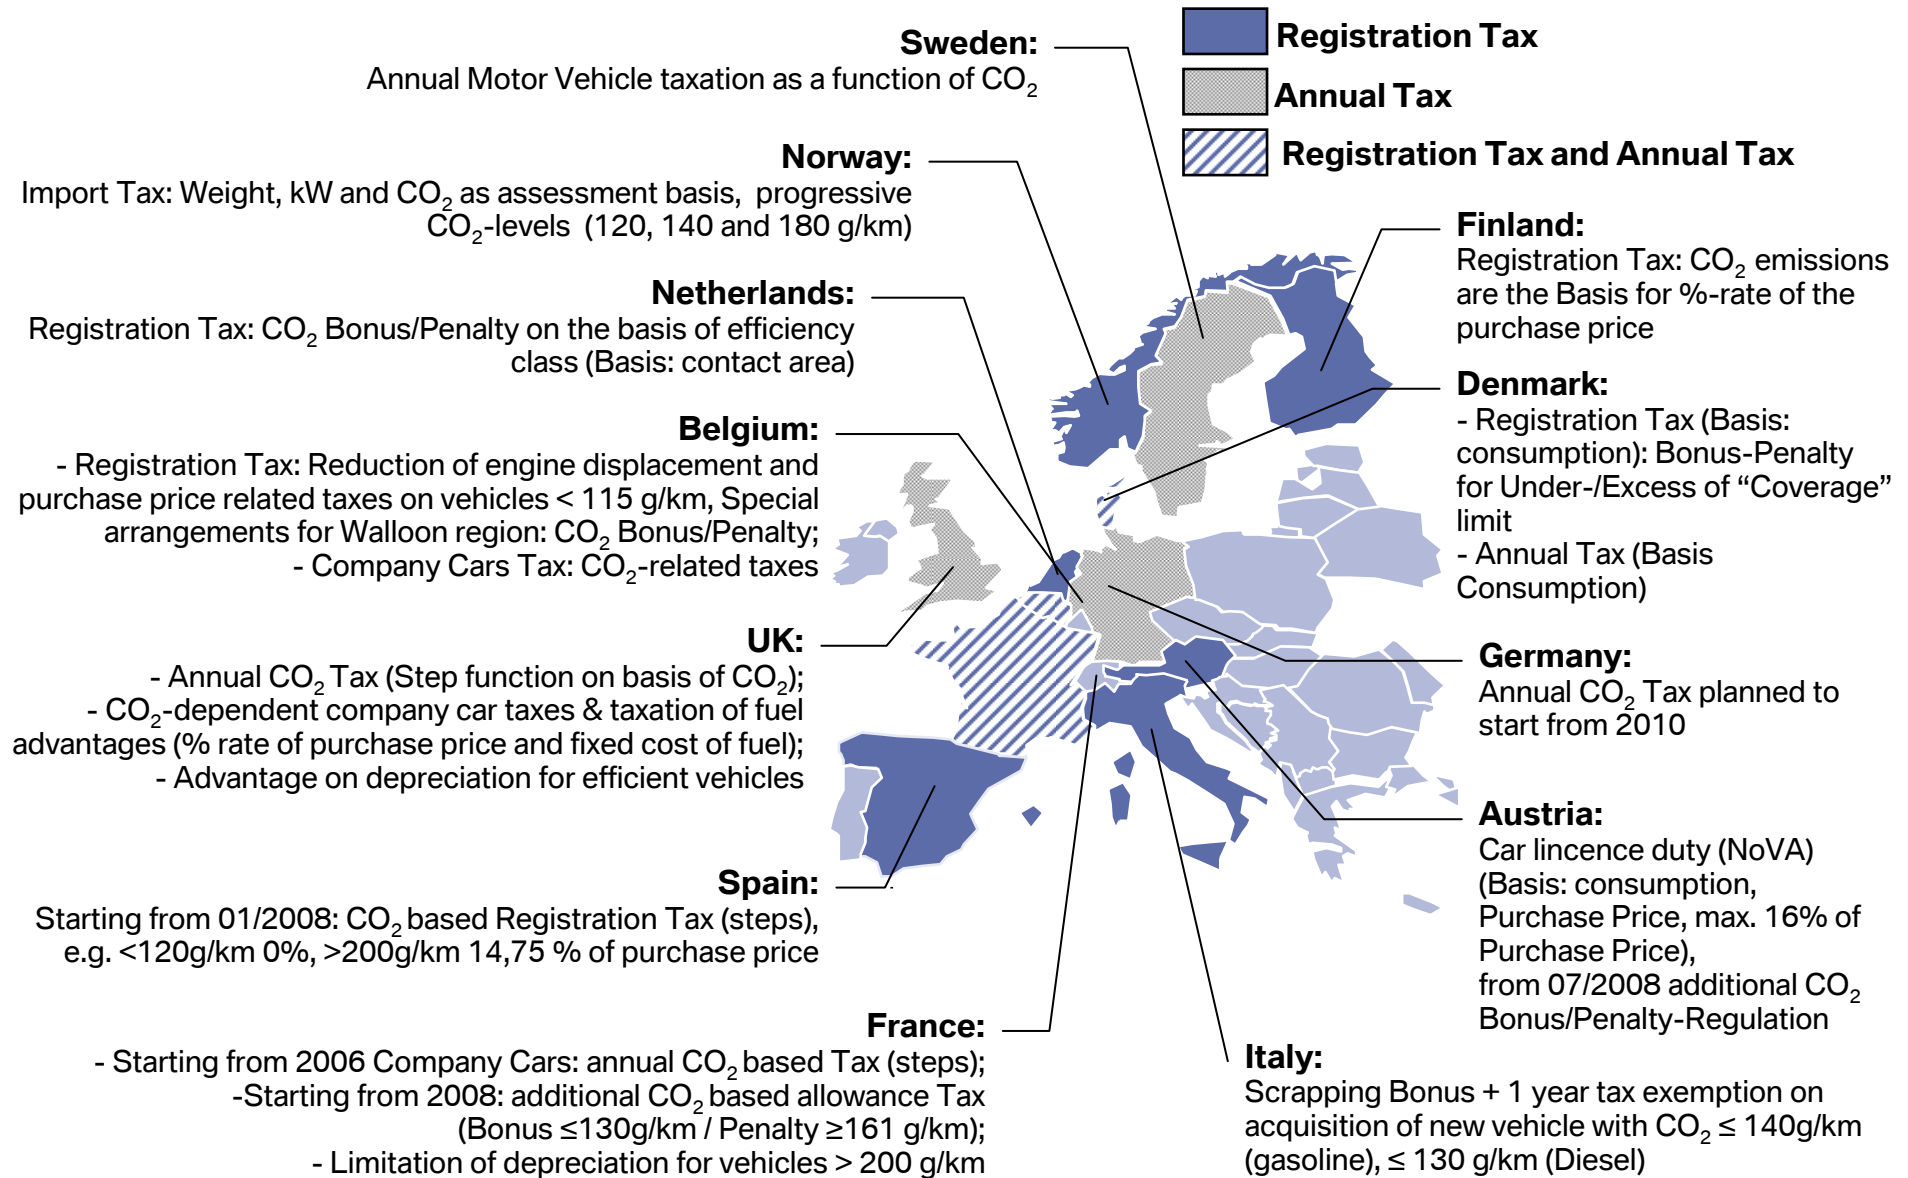 Registration Tax
Annual Tax
Registration Tax and Annual Tax
Sweden:
Annual Motor Vehicle taxation as a function of CO₂
Norway:
Import Tax: Weight, kW and CO₂ as assessment basis, progressive
CO₂-levels (120, 140 and 180 g/km)
Netherlands:
Registration Tax: CO₂ Bonus/Penalty on the basis of efficiency
class (Basis: contact area)
Belgium:
- Registration Tax: Reduction of engine displacement and
purchase price related taxes on vehicles < 115 g/km, Special
arrangements for Walloon region: CO₂ Bonus/Penalty;
- Company Cars Tax: CO₂-related taxes
UK:
- Annual CO₂ Tax (Step function on basis of CO₂);
- CO₂-dependent company car taxes & taxation of fuel
advantages (% rate of purchase price and fixed cost of fuel);
- Advantage on depreciation for efficient vehicles
Spain:
Starting from 01/2008: CO₂ based Registration Tax (steps),
e.g. <120g/km 0%, >200g/km 14,75 % of purchase price
France:
- Starting from 2006 Company Cars: annual CO₂ based Tax (steps);
-Starting from 2008: additional CO₂ based allowance Tax
(Bonus ≤130g/km / Penalty ≥161 g/km);
- Limitation of depreciation for vehicles > 200 g/km
Finland:
Registration Tax: CO₂ emissions
are the Basis for %-rate of the
purchase price
Denmark:
- Registration Tax (Basis:
consumption): Bonus-Penalty
for Under-/Excess of “Coverage”
limit
- Annual Tax (Basis
Consumption)
Germany:
Annual CO₂ Tax planned to
start from 2010
Austria:
Car lincence duty (NoVA)
(Basis: consumption,
Purchase Price, max. 16% of
Purchase Price),
from 07/2008 additional CO₂
Bonus/Penalty-Regulation
Italy:
Scrapping Bonus + 1 year tax exemption on
acquisition of new vehicle with CO₂ ≤ 140g/km
(gasoline), ≤ 130 g/km (Diesel)